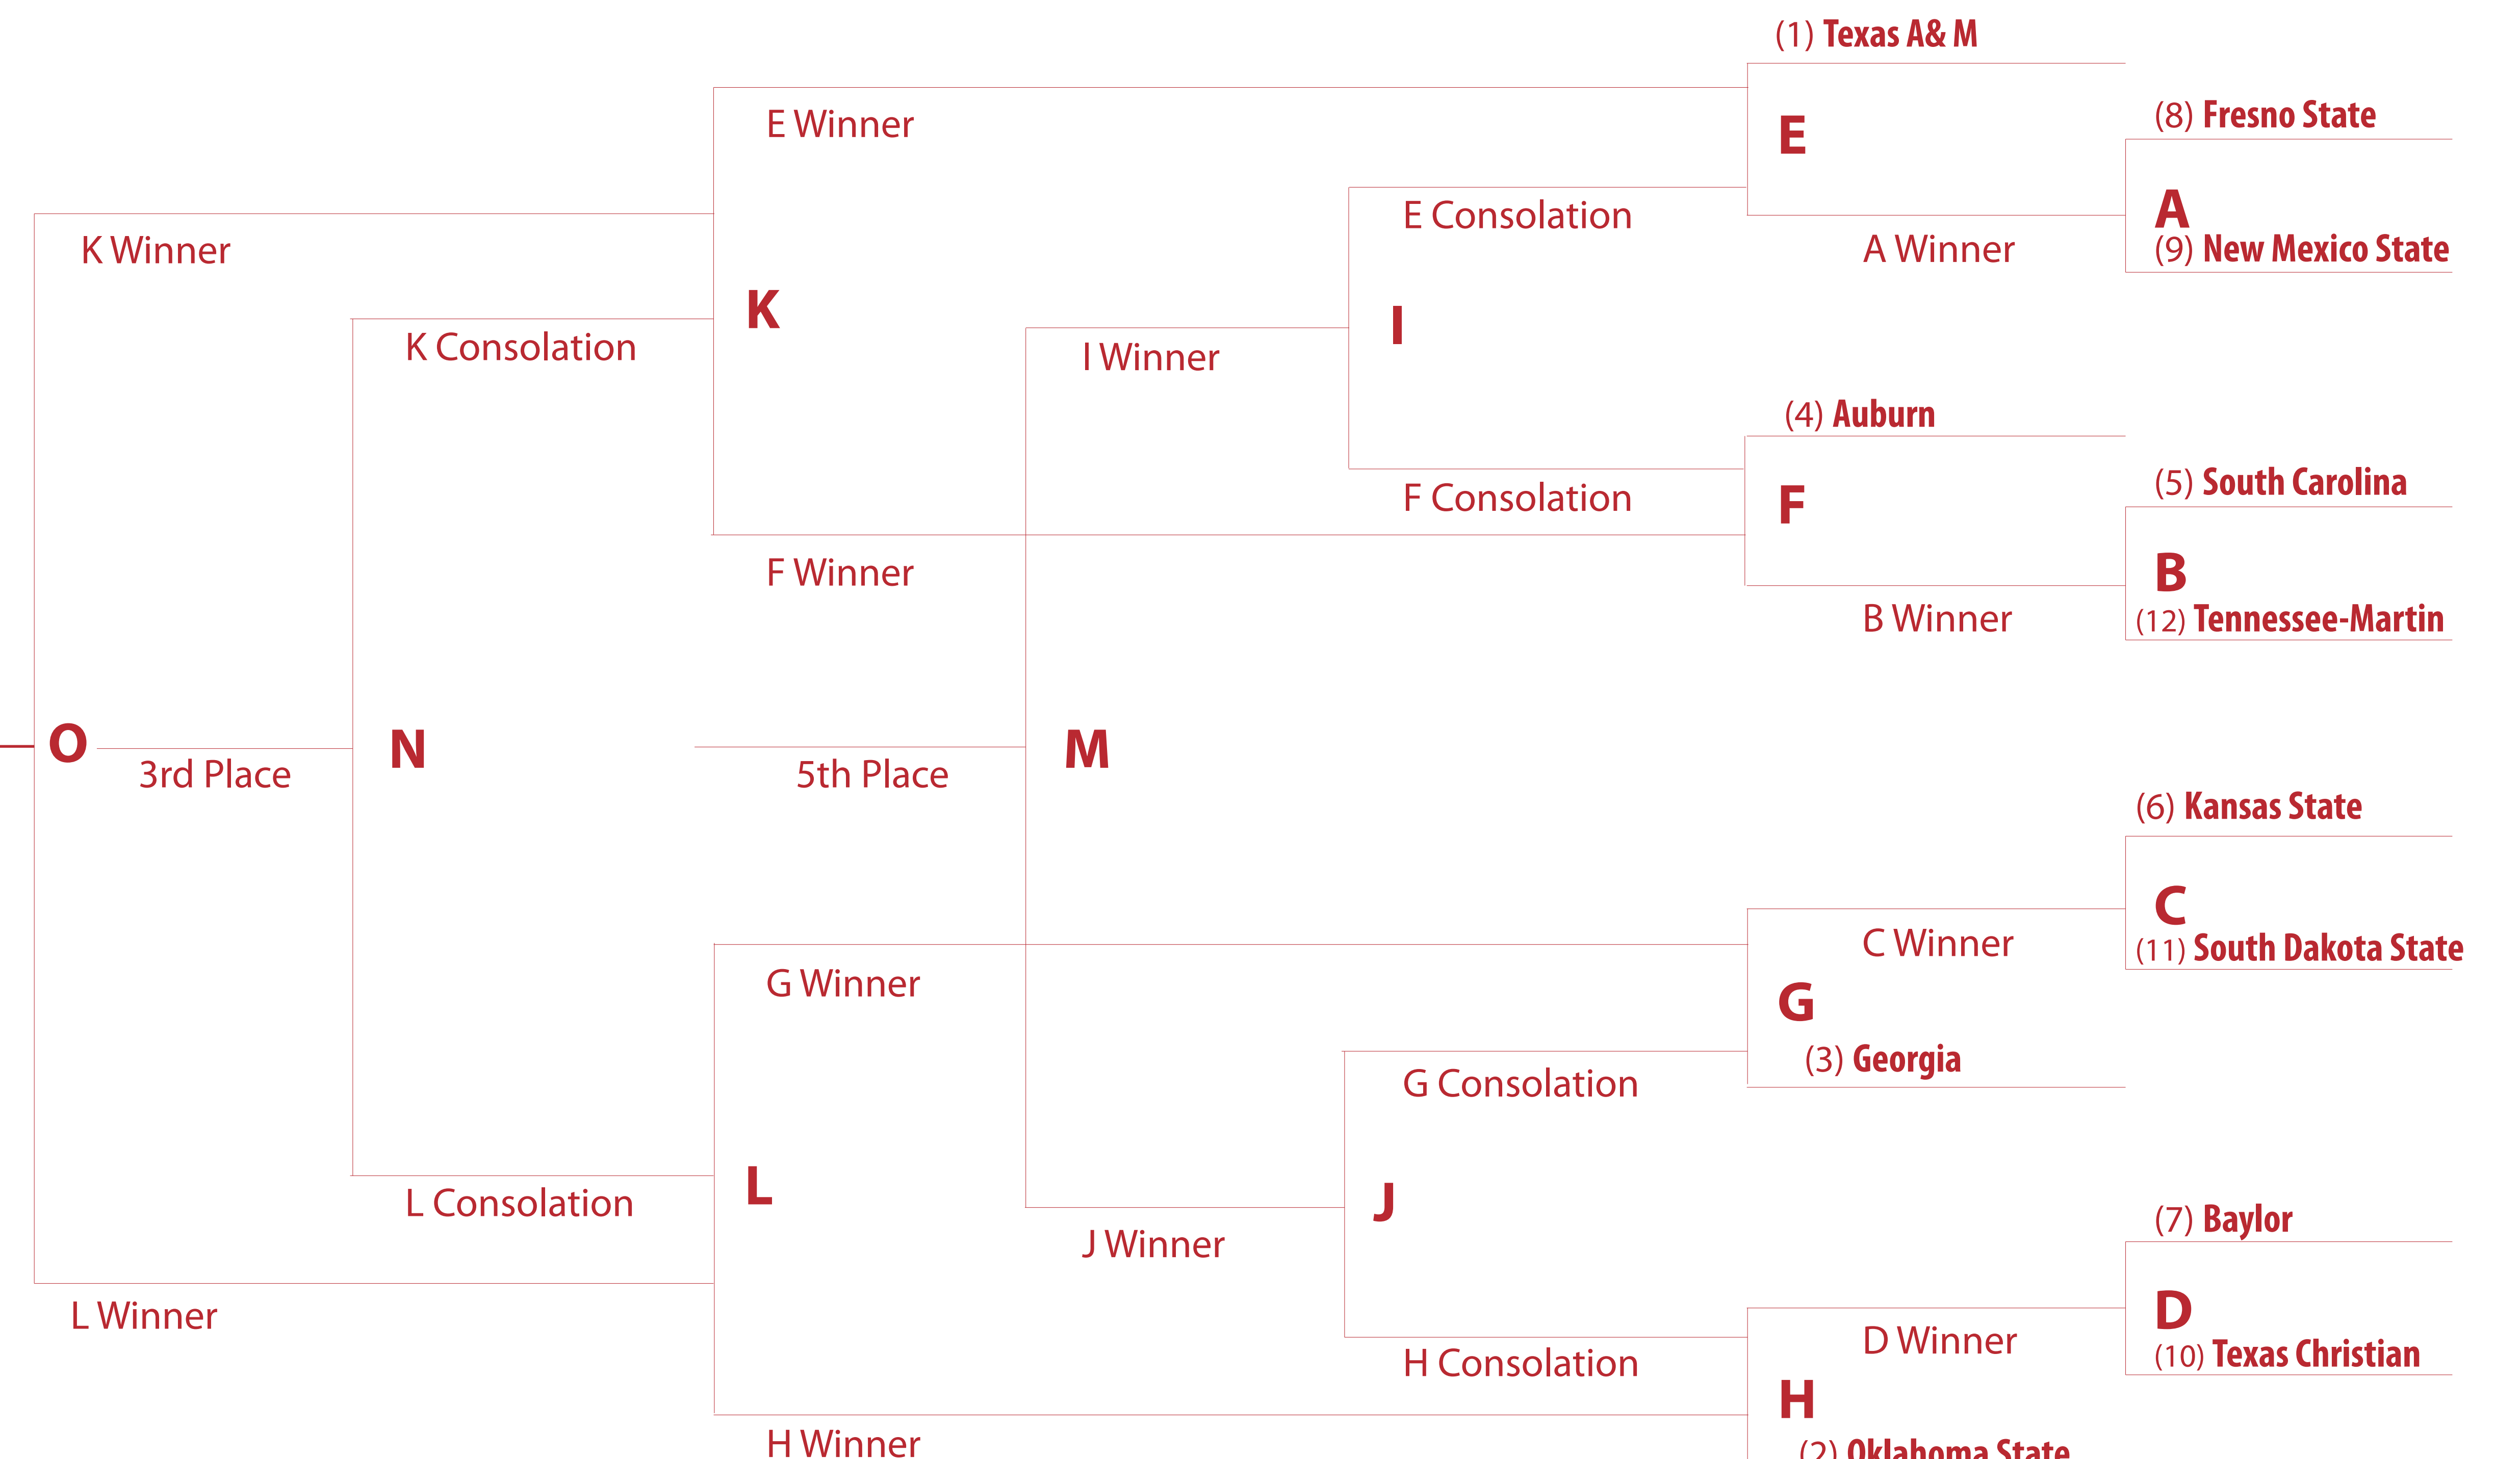 (1) Texas A& M
E Winner
(8) Fresno State
E
A
E Consolation
K Winner
A Winner
(9) New Mexico State
K
I
K Consolation
I Winner
(4) Auburn
F Consolation
F
(5) South Carolina
F Winner
B
B Winner
(12) Tennessee-Martin
O
N
M
3rd Place
5th Place
(6) Kansas State
C
C Winner
(11) South Dakota State
G Winner
G
(3) Georgia
G Consolation
L
J
L Consolation
J Winner
(7) Baylor
L Winner
D
D Winner
H Consolation
(10) Texas Christian
H
H Winner
(2) Oklahoma State